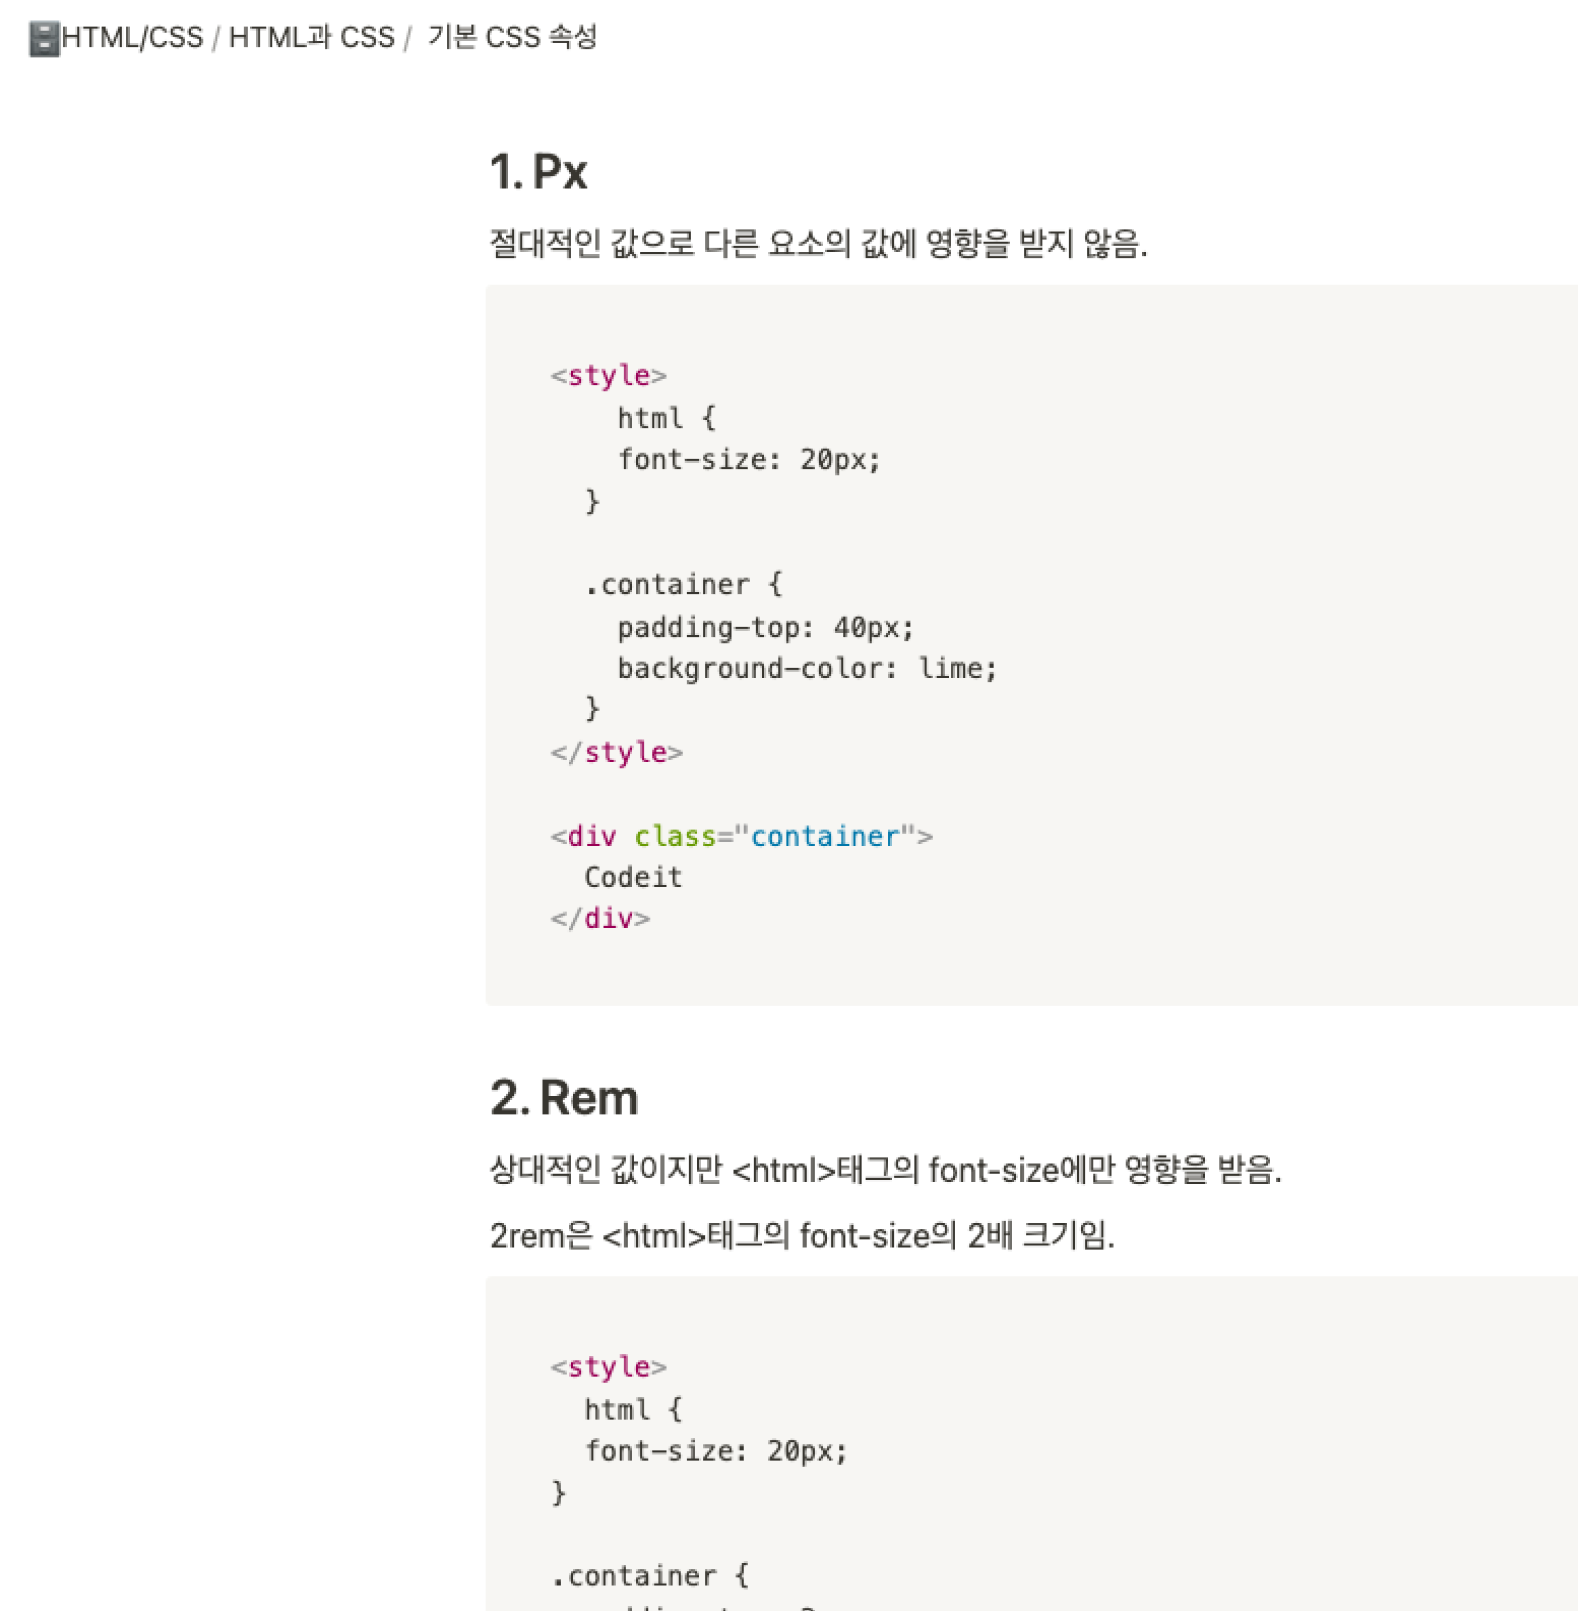 HTML/CSS / HTML과 CSS / 기본 CSS 속성
1. Px
절대적인 값으로 다른 요소의 값에 영향을 받지 않음.
<style>
html {
font-size: 20px;
}
.container {
padding-top: 40px;
background-color: lime;
}
</style>
<div class="container">
Codeit
</div>
2. Rem
상대적인 값이지만 <html>태그의 font-size에만 영향을 받음.
2rem은 <html>태그의 font-size의 2배 크기임.
<style>
html {
font-size: 20px;
}
.container {